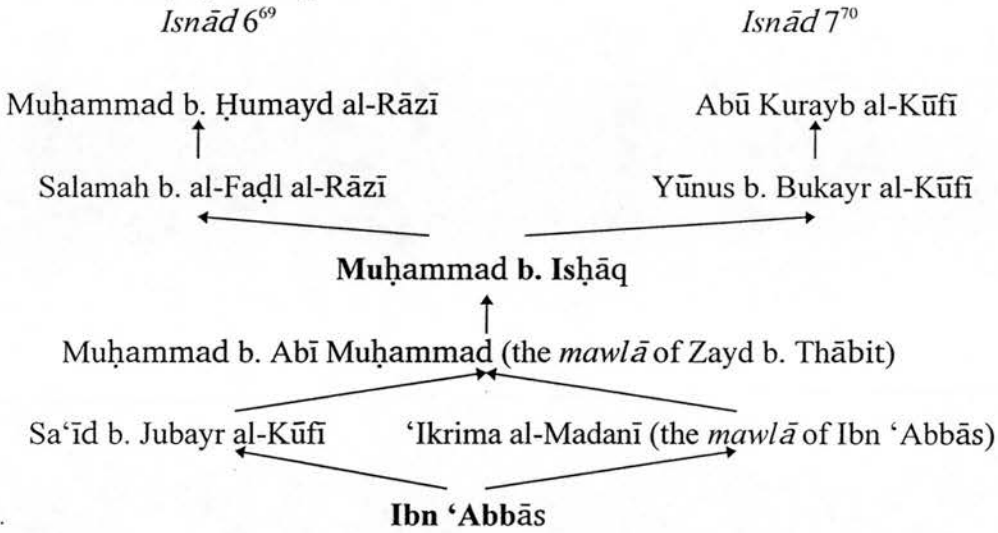 Isnād 6⁶⁹ Isnād 7⁷⁰
Muḥammad b. Ḥumayd al-Rāzī Abū Kurayb al-Kūfī
Salamah b. al-Faḍl al-Rāzī Yūnus b. Bukayr al-Kūfī
Muḥammad b. Isḥāq
Muḥammad b. Abī Muḥammad (the mawlā of Zayd b. Thābit)
Sa‘īd b. Jubayr al-Kūfī ‘Ikrima al-Madanī (the mawlā of Ibn ‘Abbās)
Ibn ‘Abbās